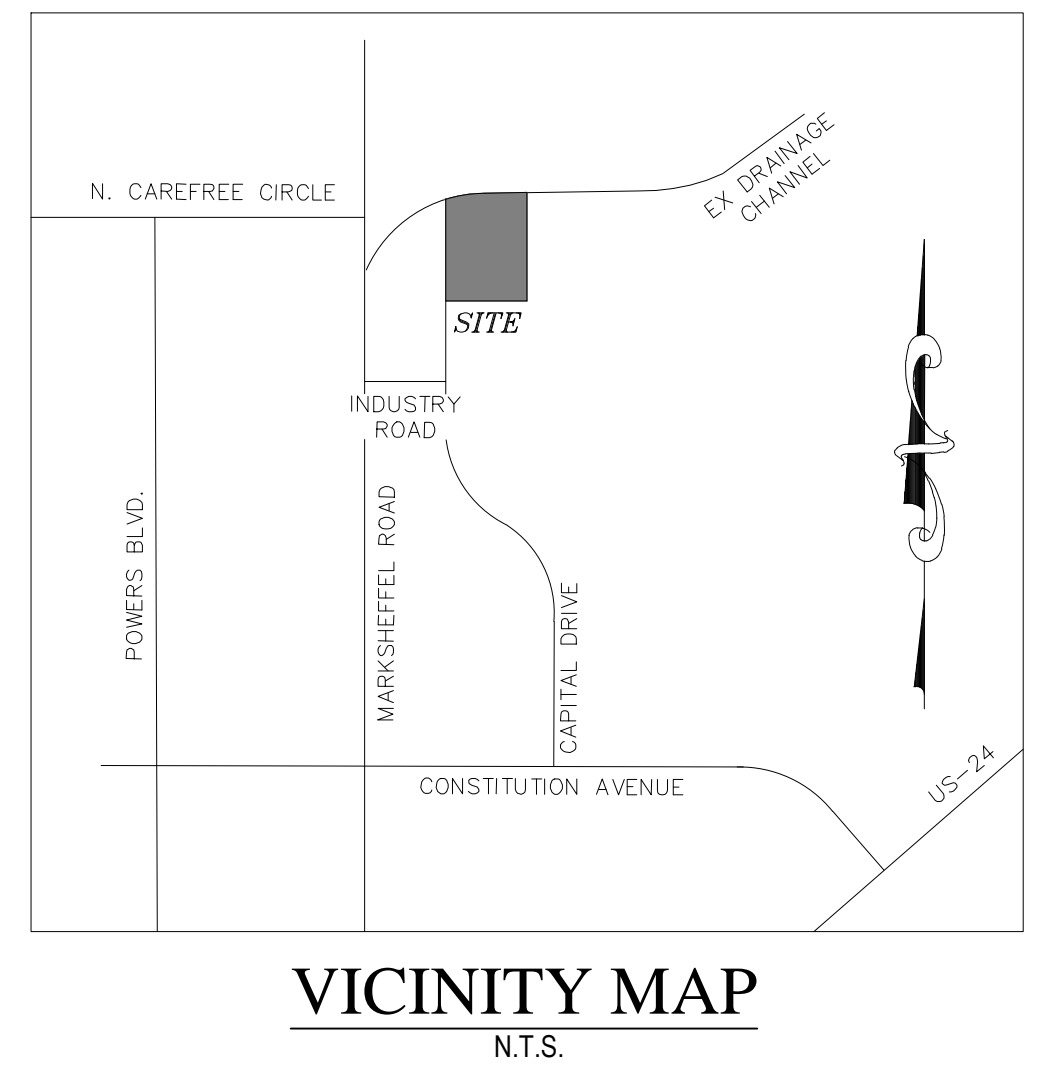 EX DRAINAGE
CHANNEL
N. CAREFREE CIRCLE
SITE
INDUSTRY
ROAD
POWERS BLVD.
MARKSHEFFEL ROAD
CAPITAL DRIVE
US-24
CONSTITUTION AVENUE
VICINITY MAP
N.T.S.